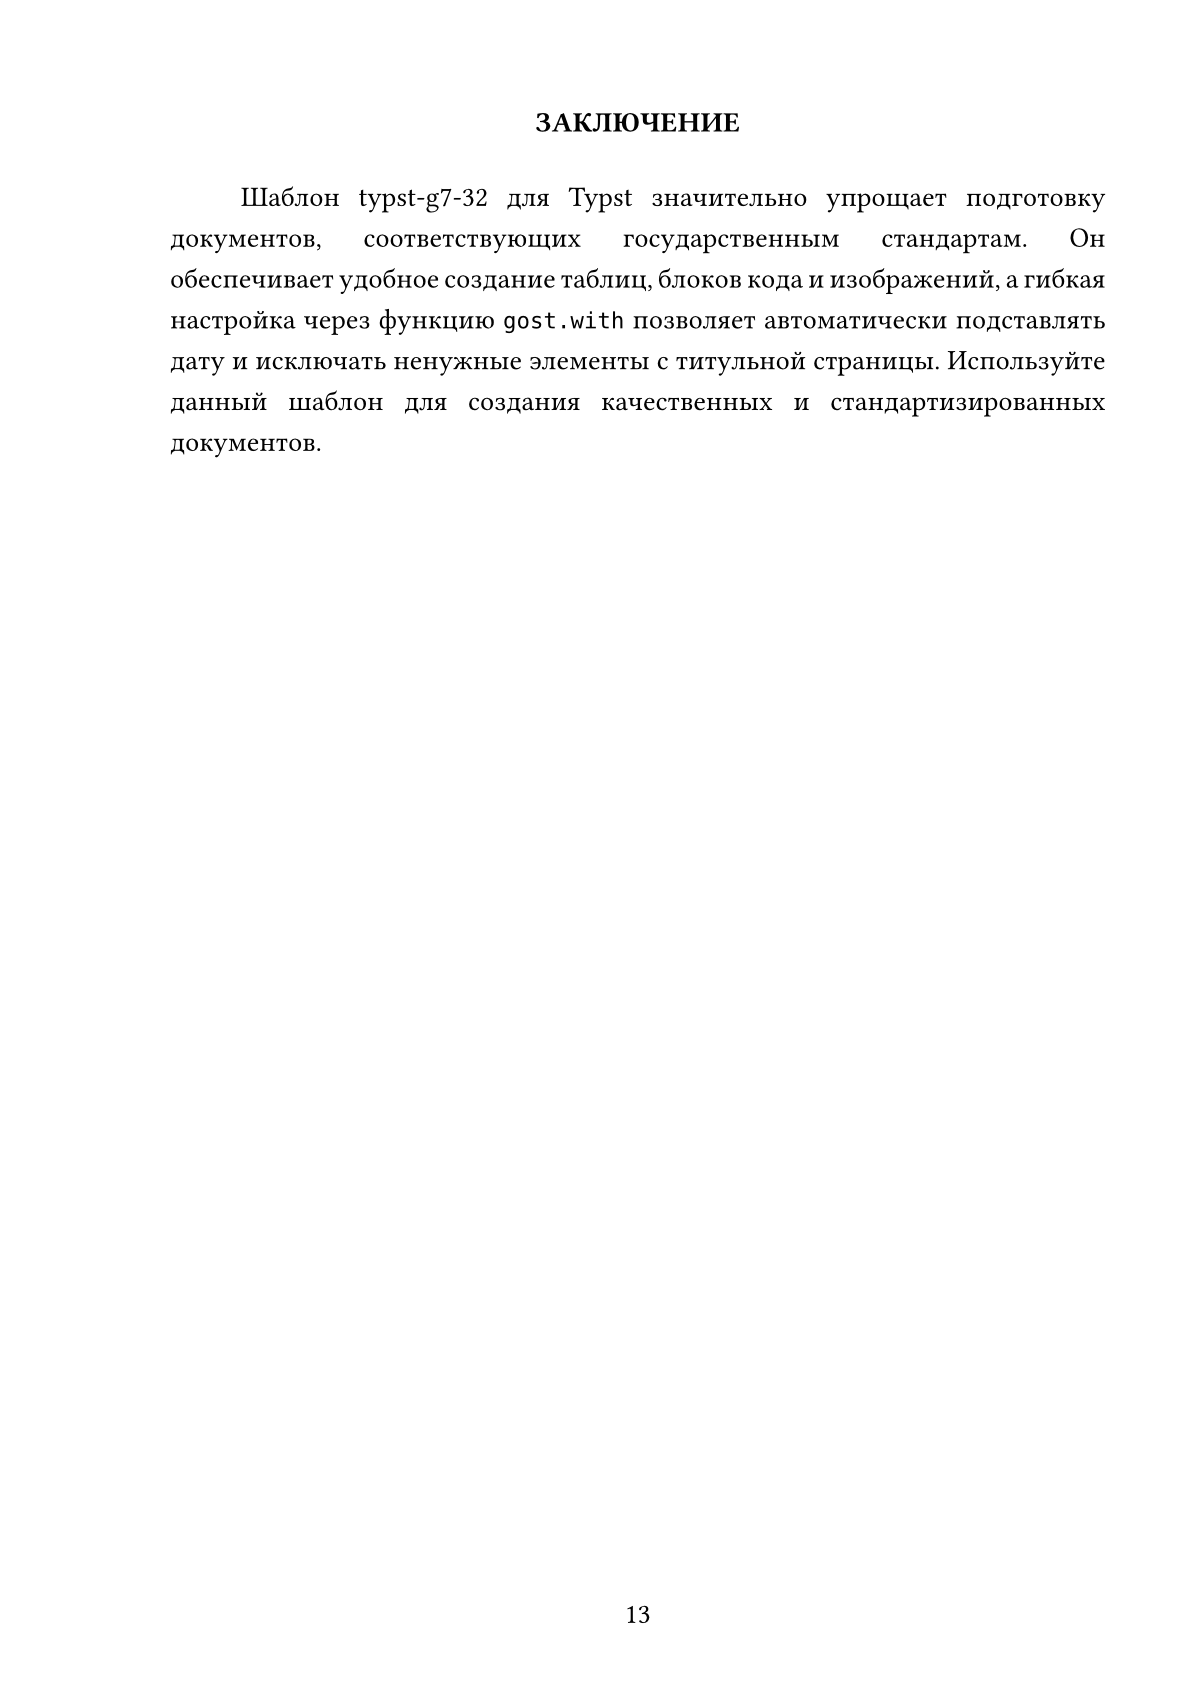 ЗАКЛЮЧЕНИЕ
Шаблон typst-g7-32 для Typst значительно упрощает подготовку
документов, соответствующих государственным стандартам. Он
обеспечивает удобное создание таблиц, блоков кода и изображений, а гибкая
настройка через функцию gost.with позволяет автоматически подставлять
дату и исключать ненужные элементы с титульной страницы. Используйте
данный шаблон для создания качественных и стандартизированных
документов.
13